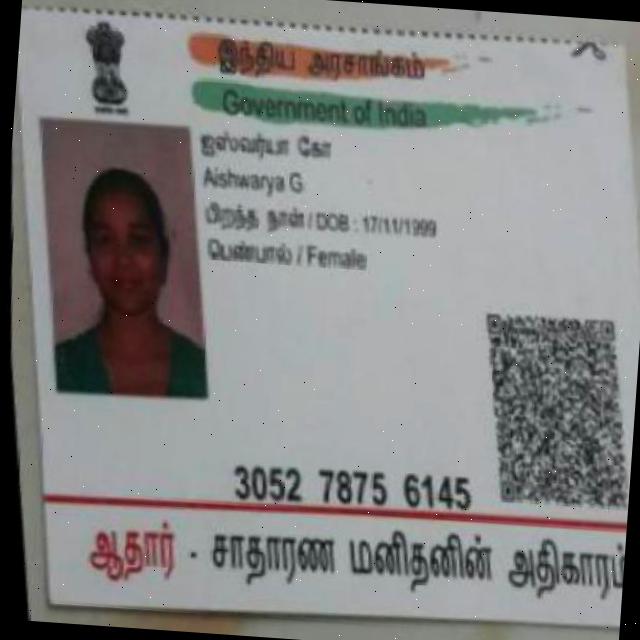 இந்திய அரசாங்கம்
Government of India
ஐஸ்வர்யா கோ
Aishwarya G
பிறந்த நாள் / DOB : 17/11/1999
பெண்பால் / Female
3052 7875 6145
ஆதார் - சாதாரண மனிதனின் அதிகாரம்